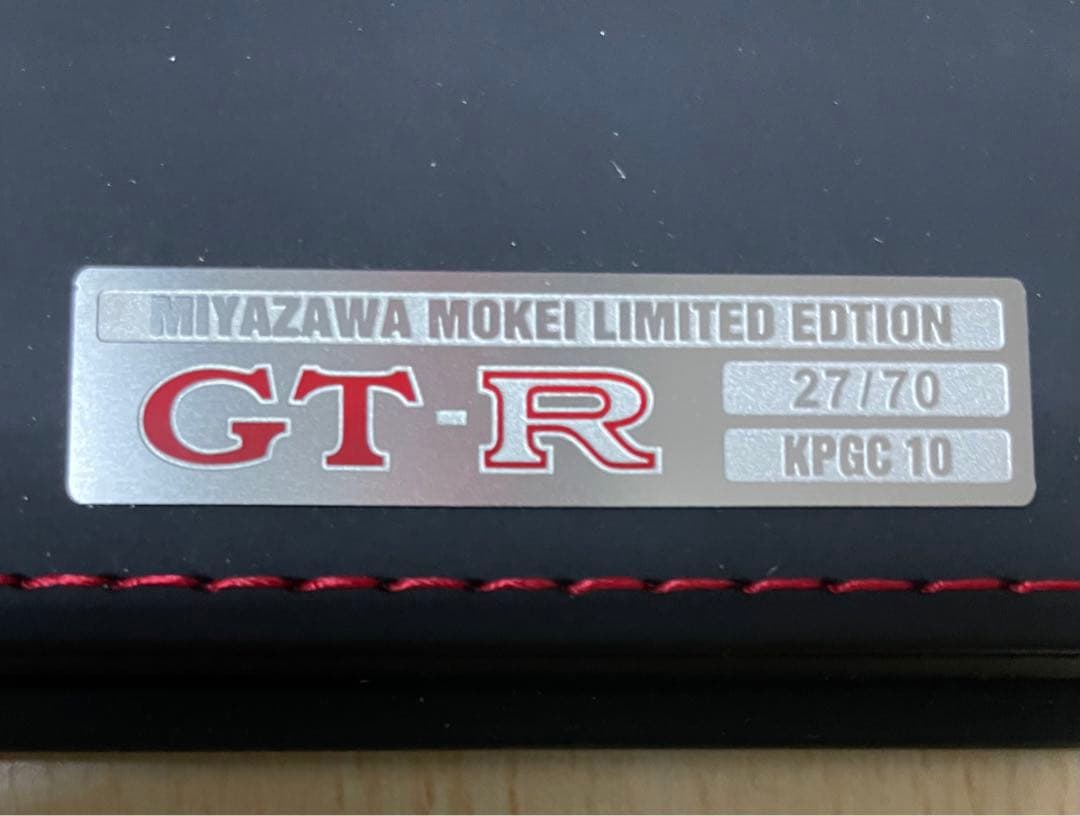 MIYAZAWA MOKEI LIMITED EDTION
GT-R
27/70
KPGC 10